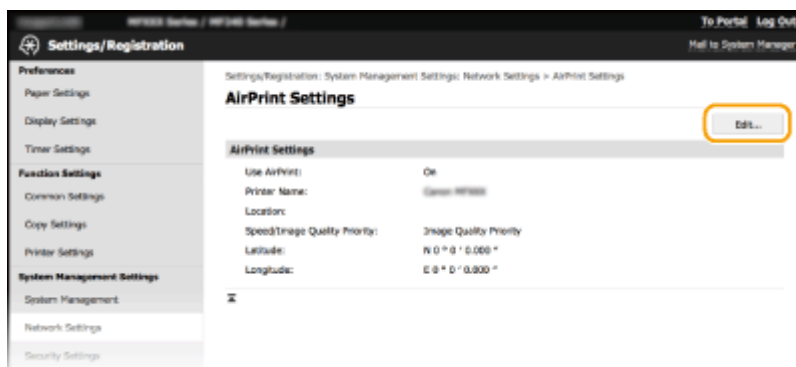 MF240 Series /
To Portal Log Out
Settings/Registration
Mail to System Manager
Preferences
Paper Settings
Display Settings
Timer Settings
Function Settings
Common Settings
Copy Settings
Printer Settings
System Management Settings
System Management
Network Settings
Security Settings
Settings/Registration: System Management Settings: Network Settings > AirPrint Settings
AirPrint Settings
Edit...
AirPrint Settings
Use AirPrint: On
Printer Name:
Location:
Speed/Image Quality Priority: Image Quality Priority
Latitude: N 0 ° 0 ' 0.000 "
Longitude: E 0 ° 0 ' 0.000 "